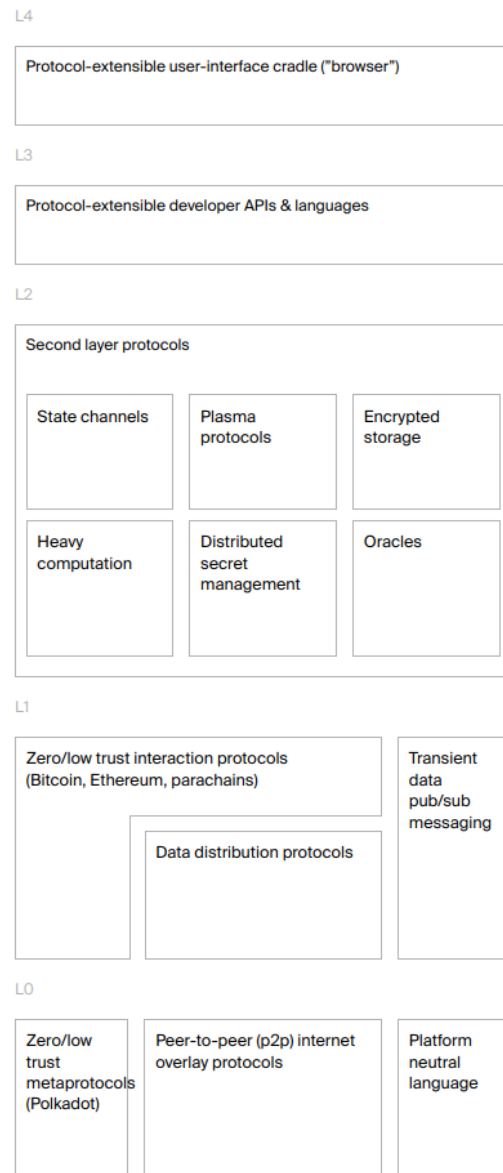 L4
Protocol-extensible user-interface cradle ("browser")
L3
Protocol-extensible developer APIs & languages
L2
Second layer protocols
State channels
Plasma
protocols
Encrypted
storage
Heavy
computation
Distributed
secret
management
Oracles
L1
Zero/low trust interaction protocols
(Bitcoin, Ethereum, parachains)
Transient
data
pub/sub
messaging
Data distribution protocols
L0
Zero/low
trust
metaprotocols
(Polkadot)
Peer-to-peer (p2p) internet
overlay protocols
Platform
neutral
language